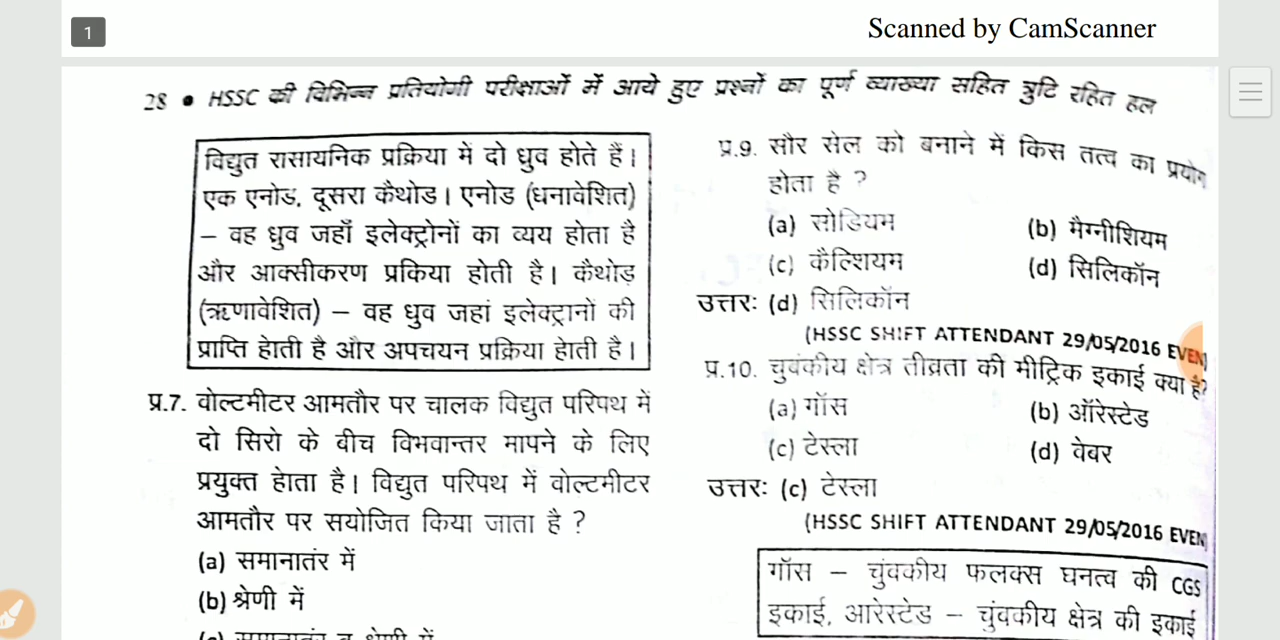 1
Scanned by CamScanner
28 • HSSC की विभिन्न प्रतियोगी परीक्षाओं में आये हुए प्रश्नों का पूर्ण व्याख्या सहित त्रुटि रहित हल
विद्युत रासायनिक प्रक्रिया में दो ध्रुव होते हैं।
एक एनोड, दूसरा कैथोड। एनोड (धनावेशित)
– वह ध्रुव जहाँ इलेक्ट्रोनों का व्यय होता है
और आक्सीकरण प्रकिया होती है। कैथोड़
(ऋणावेशित) – वह ध्रुव जहां इलेक्ट्रानों की
प्राप्ति हेाती है और अपचयन प्रक्रिया हेाती है।
प्र.7. वोल्टमीटर आमतौर पर चालक विद्युत परिपथ में
दो सिरो के बीच विभवान्तर मापने के लिए
प्रयुक्त हेाता है। विद्युत परिपथ में वोल्टमीटर
आमतौर पर सयोजित किया जाता है ?
(a) समानातंर में
(b) श्रेणी में
(c) समानातंर व श्रेणी में
प्र.9. सौर सेल को बनाने में किस तत्व का प्रयोग
होता है ?
(a) सोडियम (b) मैग्नीशियम
(c) कैल्शियम (d) सिलिकॉन
उत्तरः (d) सिलिकॉन
(HSSC SHIFT ATTENDANT 29/05/2016 EVEN)
प्र.10. चुवंकीय क्षेत्र तीव्रता की मीट्रिक इकाई क्या है?
(a) गॉस (b) ऑरेस्टेड
(c) टेस्ला (d) वेबर
उत्तरः (c) टेस्ला
(HSSC SHIFT ATTENDANT 29/05/2016 EVEN)
गॉस – चुंवकीय फलक्स घनत्व की CGS
इकाई, आरेस्टेड – चुंवकीय क्षेत्र की इकाई